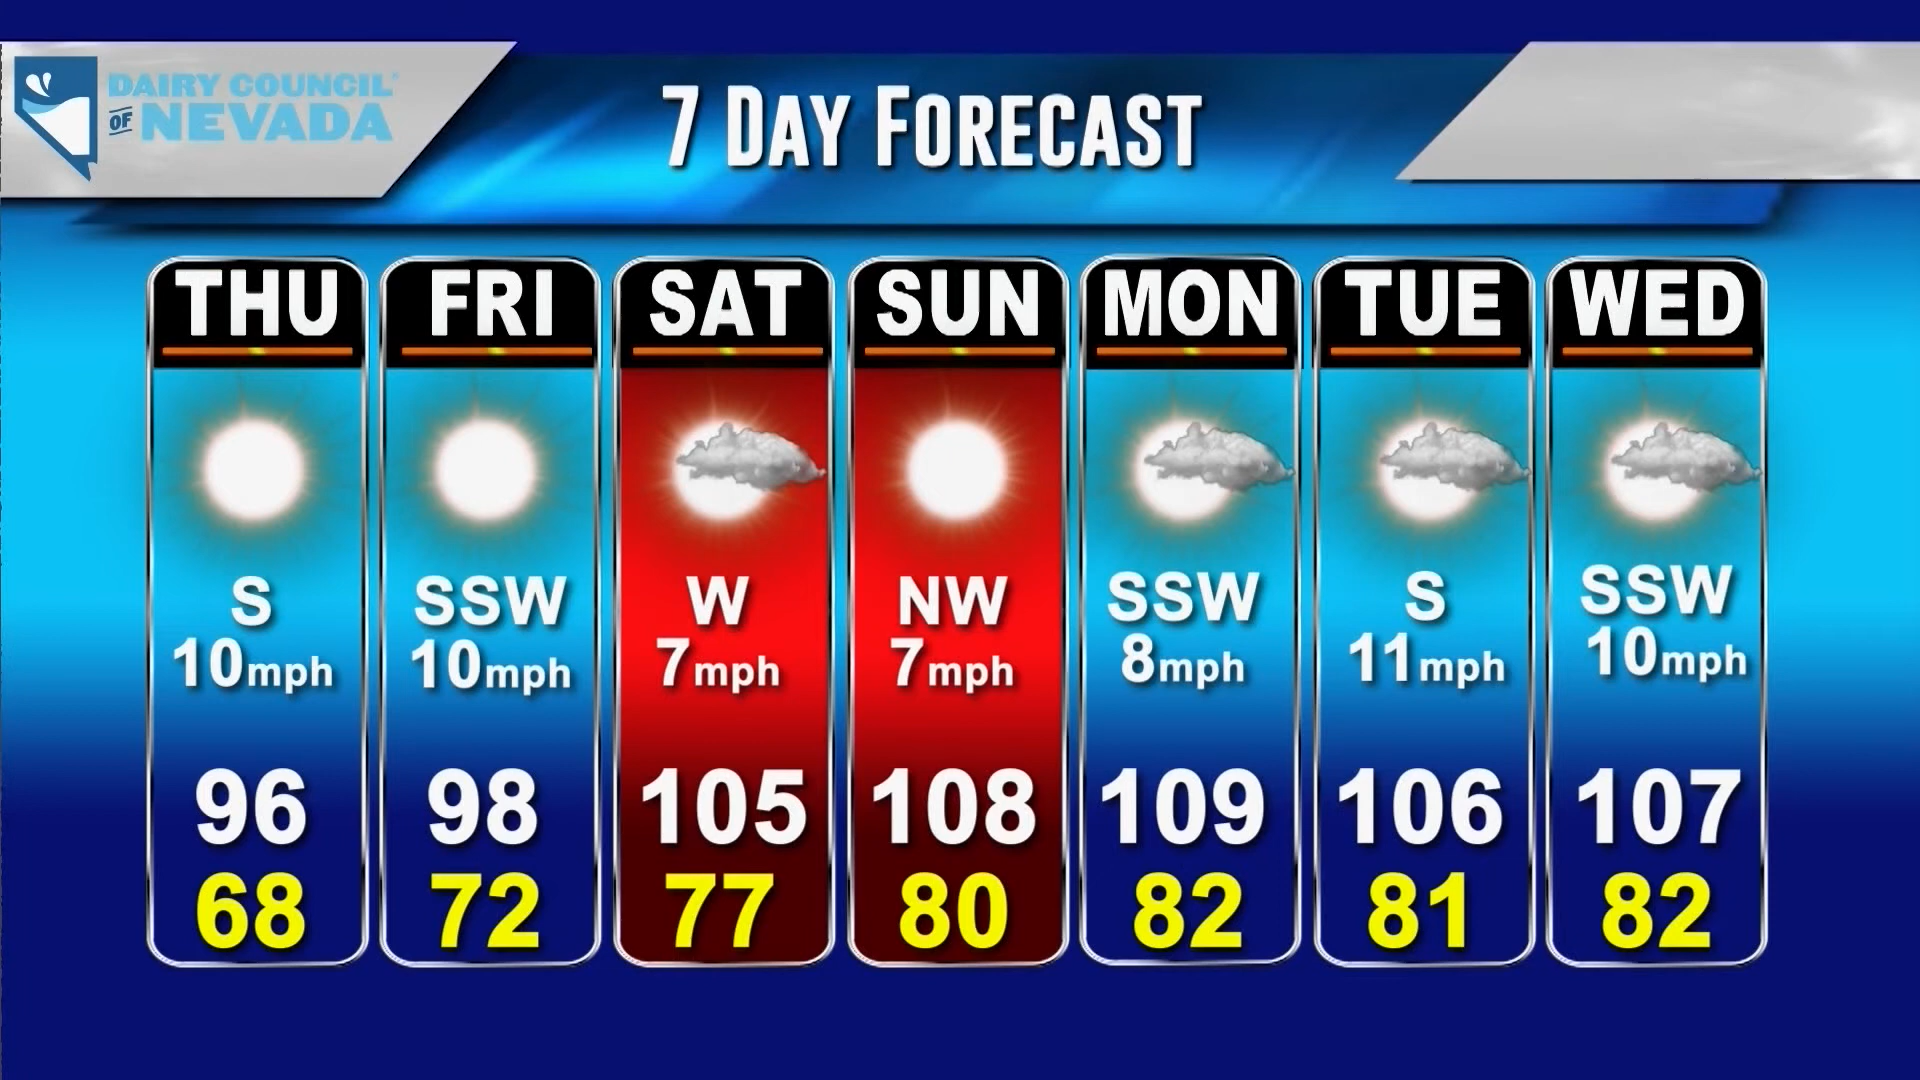 DAIRY COUNCIL®
OF NEVADA
7 DAY FORECAST
THU
S
10mph
96
68
FRI
SSW
10mph
98
72
SAT
W
7mph
105
77
SUN
NW
7mph
108
80
MON
SSW
8mph
109
82
TUE
S
11mph
106
81
WED
SSW
10mph
107
82